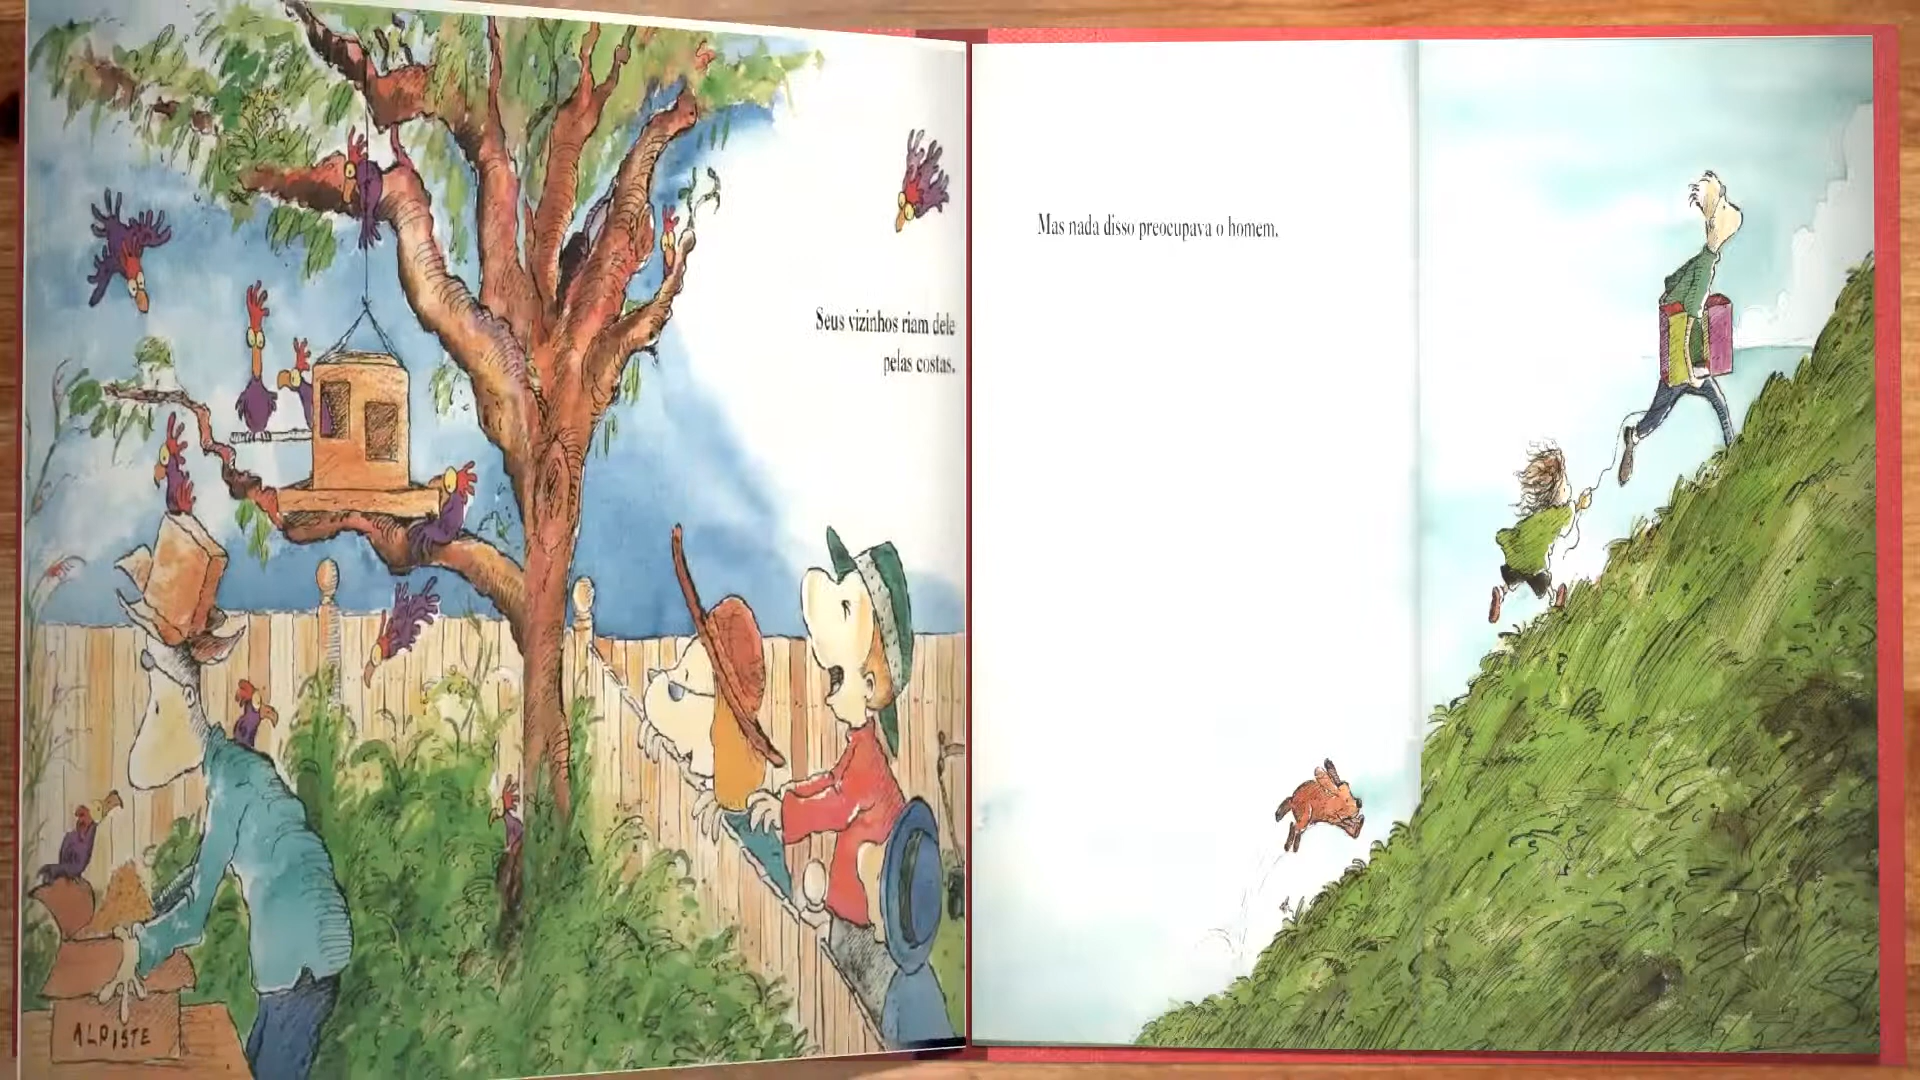 Seus vizinhos riam dele
pelas costas.
ALPISTE
Mas nada disso preocupava o homem.